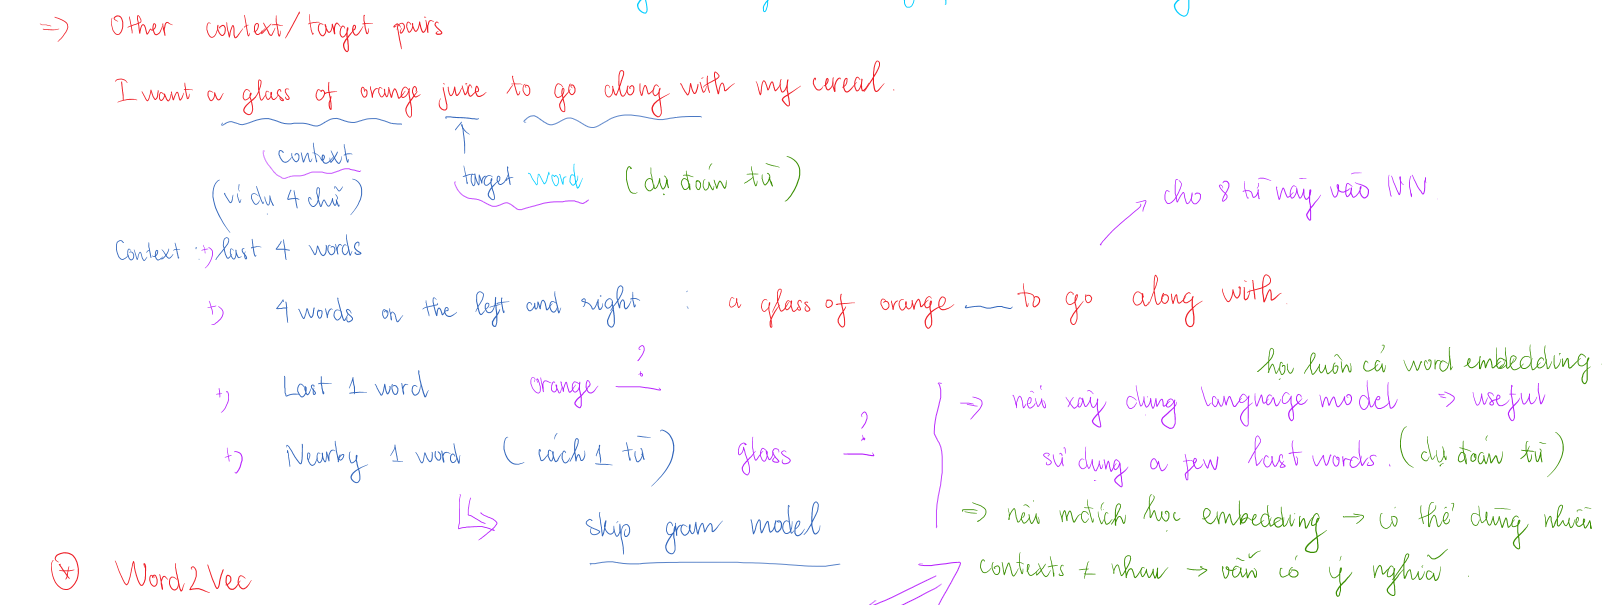 => Other context/target pairs
I want a glass of orange juice to go along with my cereal.
context
target word (dự đoán từ)
(ví dụ 4 chữ)
cho 8 từ này vào NN
Context : +) last 4 words
+) 4 words on the left and right : a glass of orange ___ to go along with
+) Last 1 word orange ___ ?
+) Nearby 1 word (cách 1 từ) glass ___ ?
skip gram model
học luôn cả word embedding
=> nếu xây dựng language model => useful
sử dụng a few last words. (dự đoán từ)
=> nếu mđích học embedding → có thể dùng nhiều
contexts ≠ nhau → vẫn có ý nghĩa.
* Word2Vec